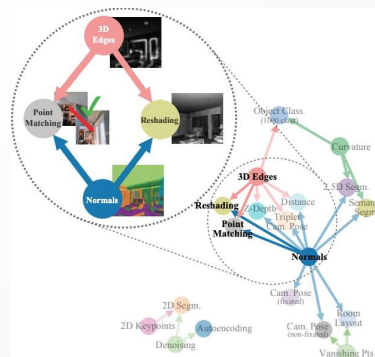 3D
Edges
Point
Matching
Reshading
Normals
Object Class.
(1000 class)
Curvature
3D Edges
2.5D Segm.
Reshading
Z-Depth
Distance
Semantic
Segm.
Point
Matching
Triplet
Cam. Pose
Normals
Cam. Pose
(fixated)
2D Segm.
Room
Layout
2D Keypoints
Autoencoding
Cam. Pose
(non-fixated)
Denoising
Vanishing Pts.